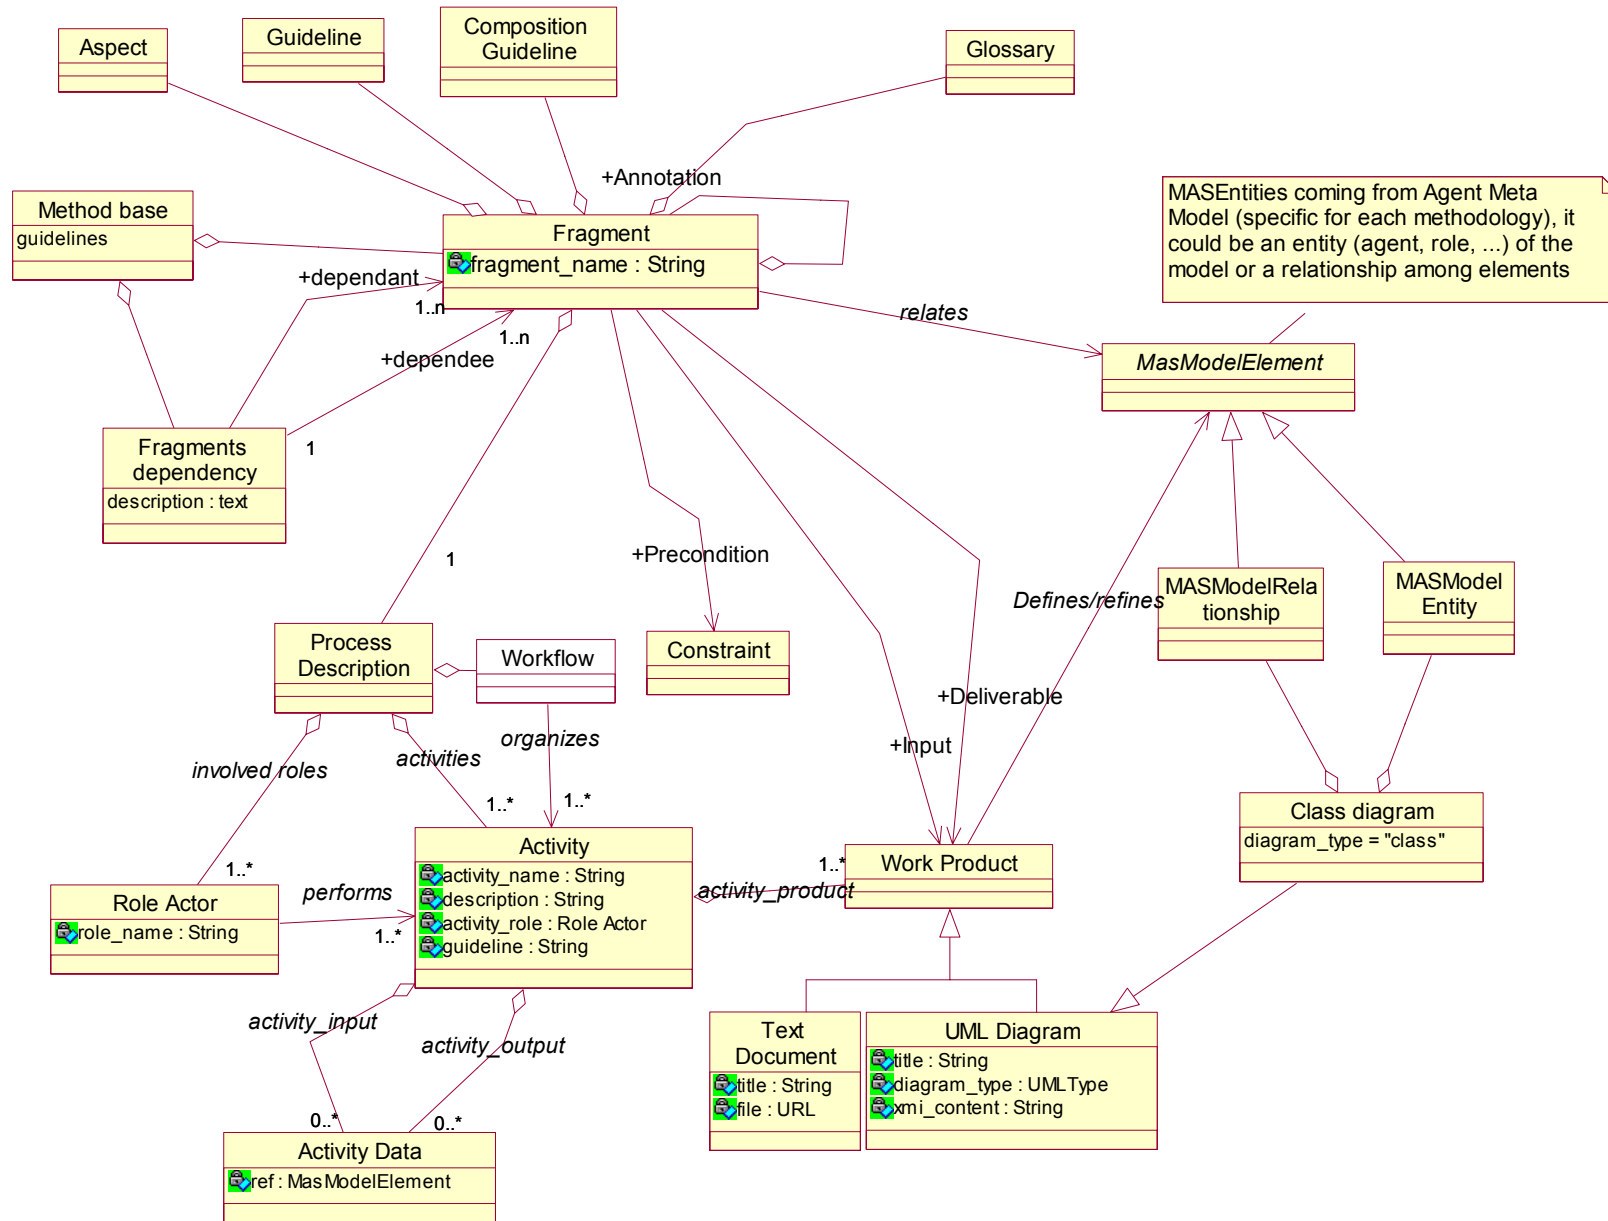 Aspect
Guideline
Composition
Guideline
Glossary
+Annotation
MASEntities coming from Agent Meta
Model (specific for each methodology), it
could be an entity (agent, role, ...) of the
model or a relationship among elements
Method base
guidelines
Fragment
fragment_name : String
+dependant
1..n
1..n
+dependee
relates
MasModelElement
Fragments
dependency
description : text
1
1
+Precondition
Defines/refines
MASModelRela
tionship
MASModel
Entity
Process
Description
Workflow
Constraint
+Deliverable
+Input
organizes
activities
involved roles
1..*
1..*
1..*
Activity
activity_name : String
description : String
activity_role : Role Actor
guideline : String
Role Actor
role_name : String
performs
1..*
activity_product
1..*
Work Product
Class diagram
diagram_type = "class"
activity_input
activity_output
0..*
0..*
Text
Document
title : String
file : URL
UML Diagram
title : String
diagram_type : UMLType
xmi_content : String
Activity Data
ref : MasModelElement